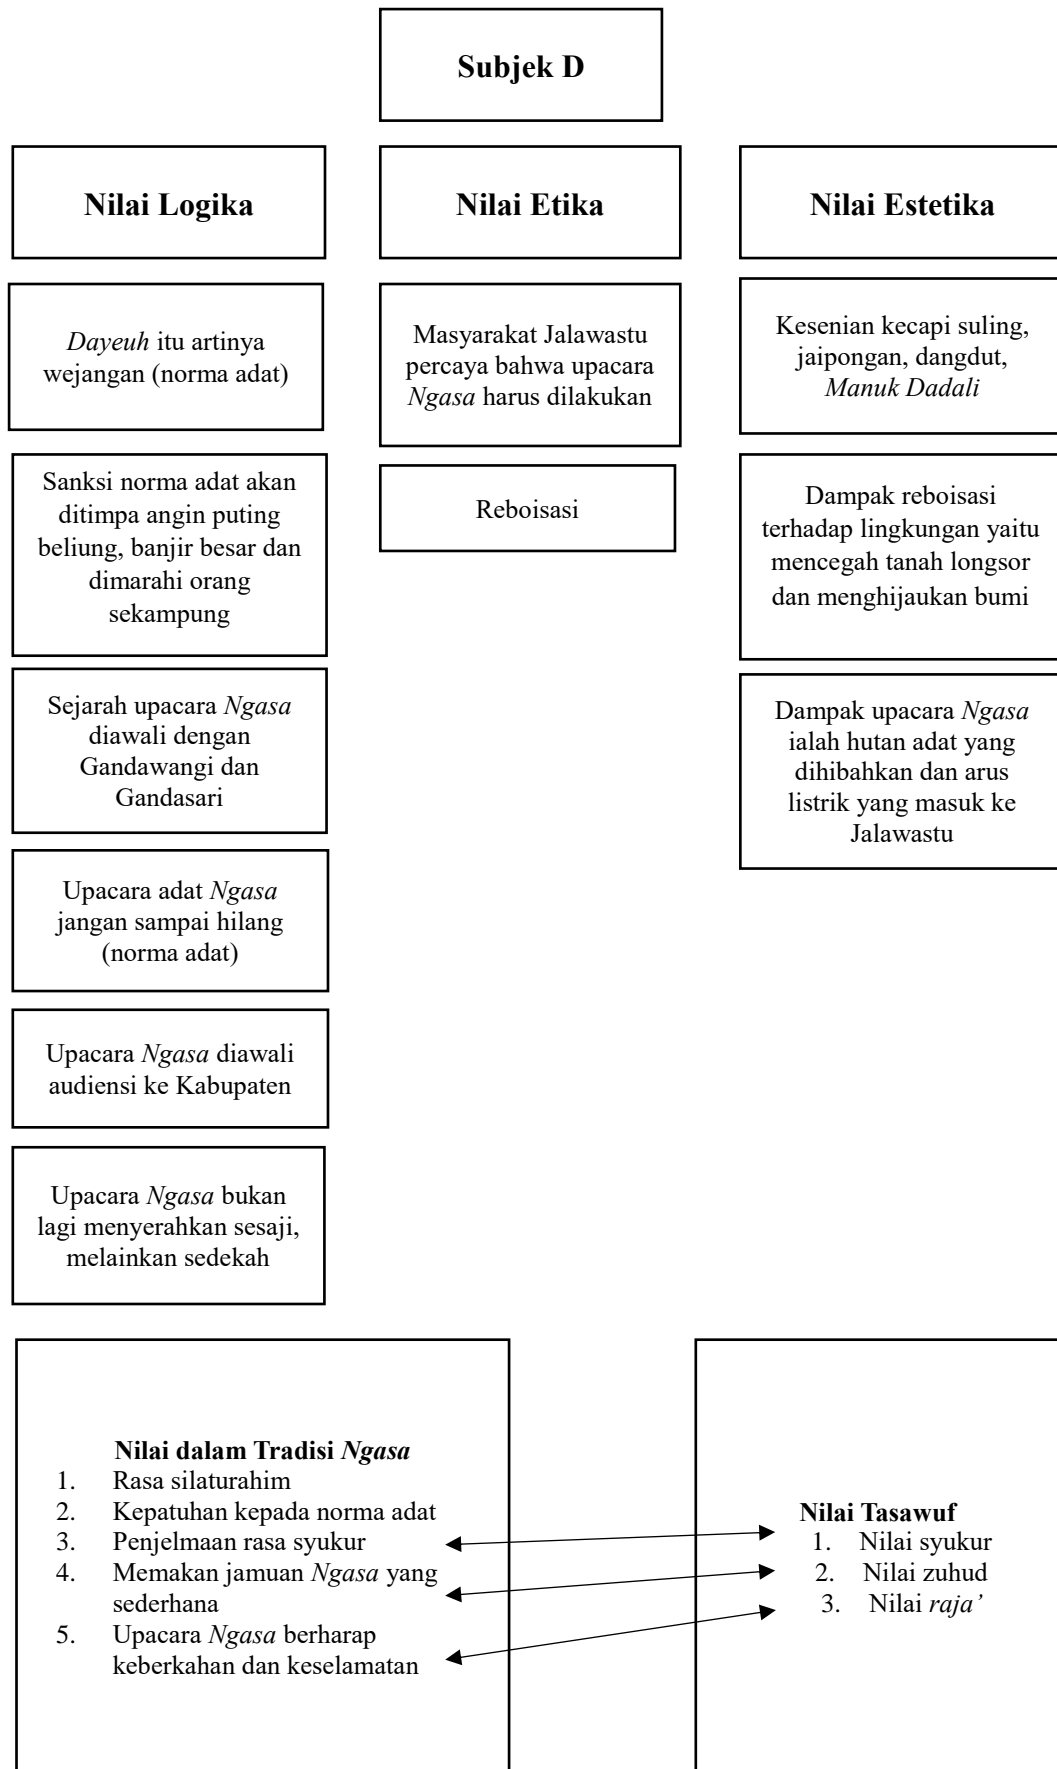 Subjek D
Nilai Logika
Nilai Etika
Nilai Estetika
Dayeuh itu artinya
wejangan (norma adat)
Sanksi norma adat akan
ditimpa angin puting
beliung, banjir besar dan
dimarahi orang
sekampung
Sejarah upacara Ngasa
diawali dengan
Gandawangi dan
Gandasari
Upacara adat Ngasa
jangan sampai hilang
(norma adat)
Upacara Ngasa diawali
audiensi ke Kabupaten
Upacara Ngasa bukan
lagi menyerahkan sesaji,
melainkan sedekah
Masyarakat Jalawastu
percaya bahwa upacara
Ngasa harus dilakukan
Reboisasi
Kesenian kecapi suling,
jaipongan, dangdut,
Manuk Dadali
Dampak reboisasi
terhadap lingkungan yaitu
mencegah tanah longsor
dan menghijaukan bumi
Dampak upacara Ngasa
ialah hutan adat yang
dihibahkan dan arus
listrik yang masuk ke
Jalawastu
Nilai dalam Tradisi Ngasa
1. Rasa silaturahim
2. Kepatuhan kepada norma adat
3. Penjelmaan rasa syukur
4. Memakan jamuan Ngasa yang
sederhana
5. Upacara Ngasa berharap
keberkahan dan keselamatan
Nilai Tasawuf
1. Nilai syukur
2. Nilai zuhud
3. Nilai raja’